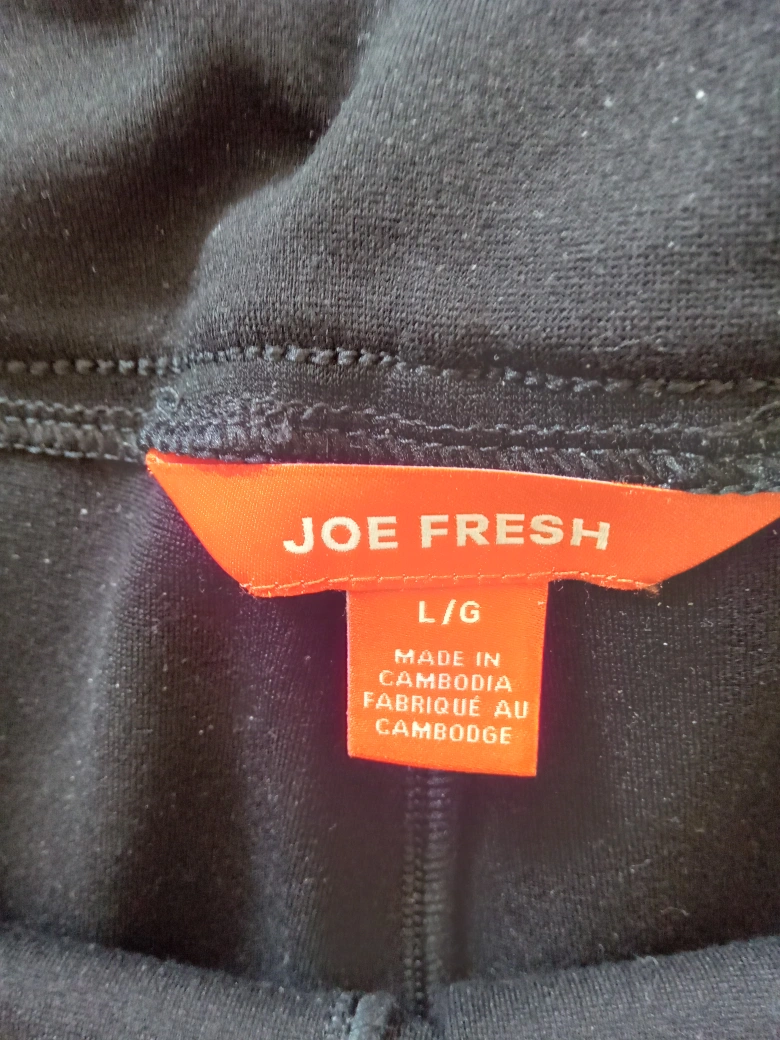 JOE FRESH
L/G
MADE IN
CAMBODIA
FABRIQUÉ AU
CAMBODGE